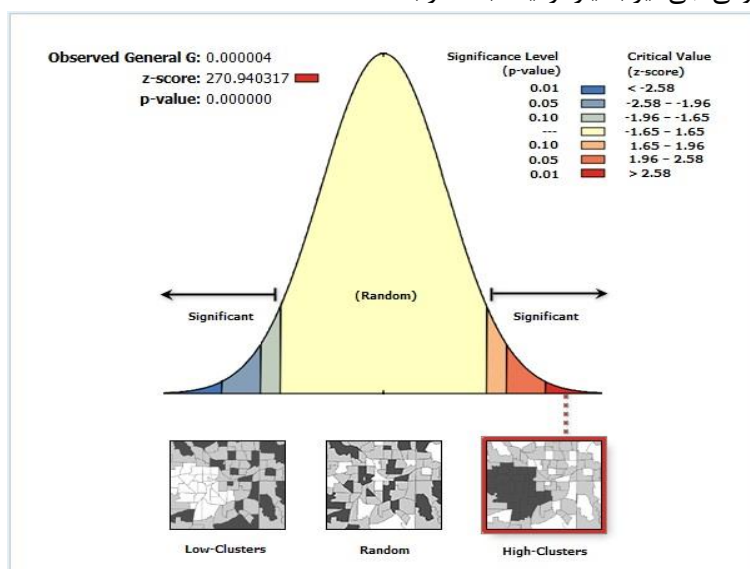 Observed General G: 0.000004
z-score: 270.940317
p-value: 0.000000
Significance Level
(p-value)
0.01
0.05
0.10
---
0.10
0.05
0.01
Critical Value
(z-score)
< -2.58
-2.58 – -1.96
-1.96 – -1.65
-1.65 – 1.65
1.65 – 1.96
1.96 – 2.58
> 2.58
(Random)
Significant
Significant
Low-Clusters
Random
High-Clusters